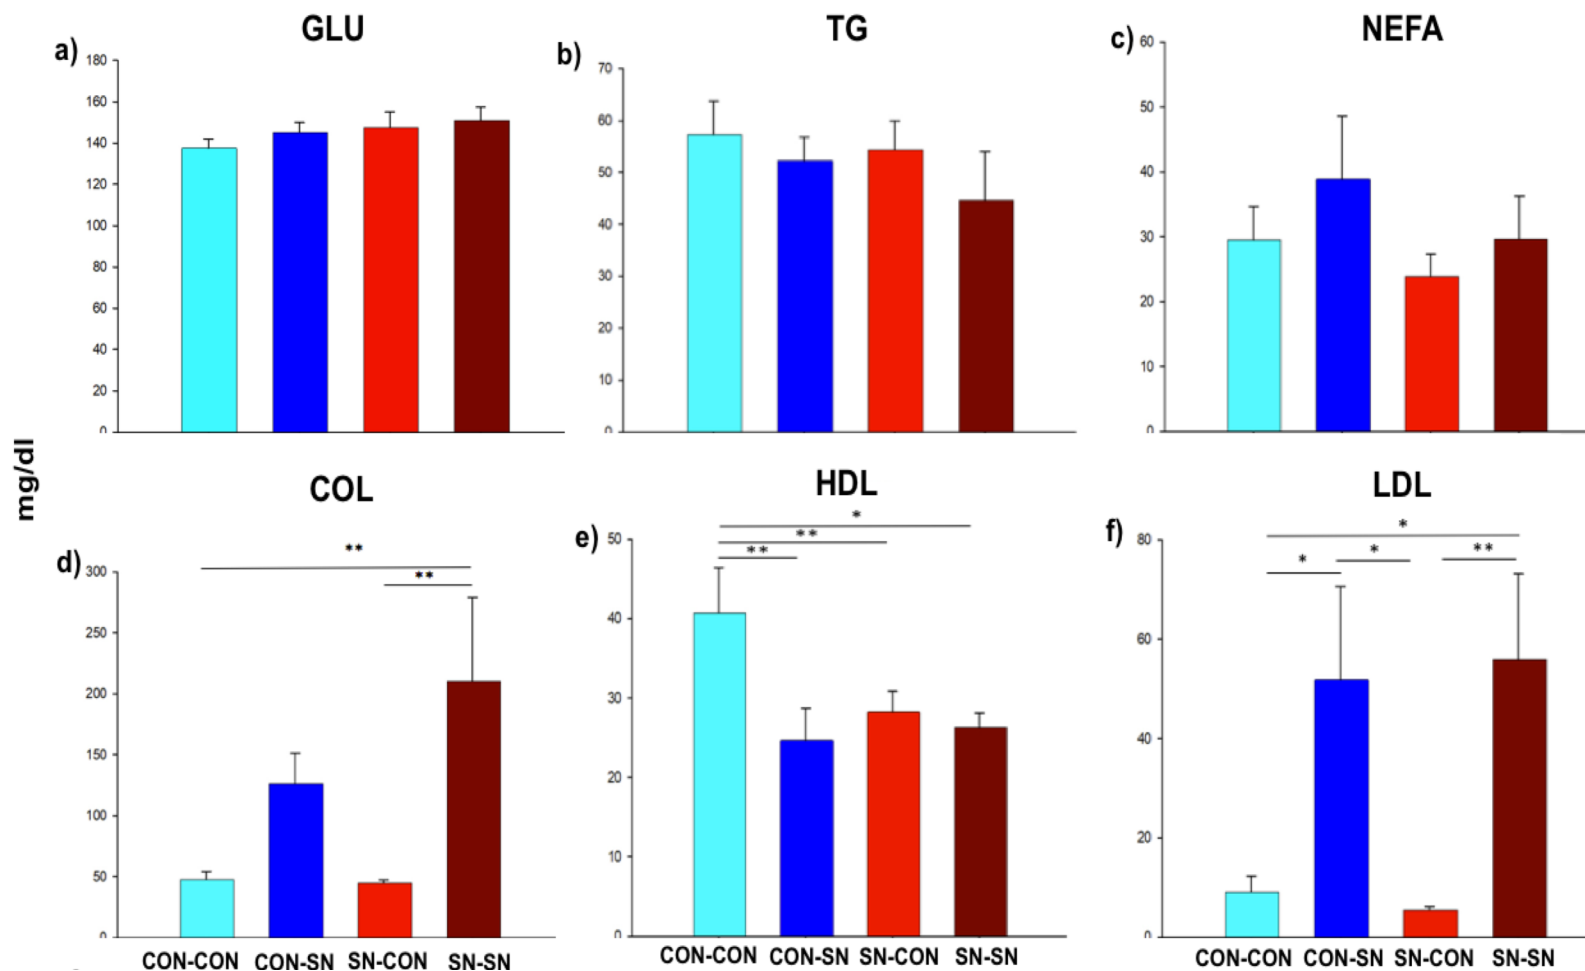 GLU
a)
180
160
140
120
100
80
60
40
20
0
TG
b)
70
60
50
40
30
20
10
0
NEFA
c)
60
50
40
30
20
10
0
mg/dl
COL
d)
**
**
300
250
200
150
100
50
0
CON-CON CON-SN SN-CON SN-SN
HDL
e)
*
**
**
50
40
30
20
10
0
CON-CON CON-SN SN-CON SN-SN
LDL
f)
*
* * **
80
60
40
20
0
CON-CON CON-SN SN-CON SN-SN